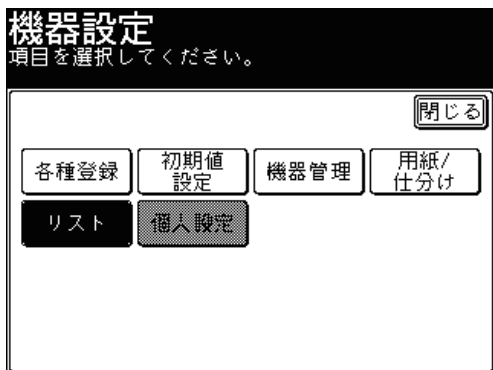 機器設定
項目を選択してください。
閉じる
各種登録
初期値
設定
機器管理
用紙/
仕分け
リスト
個人設定